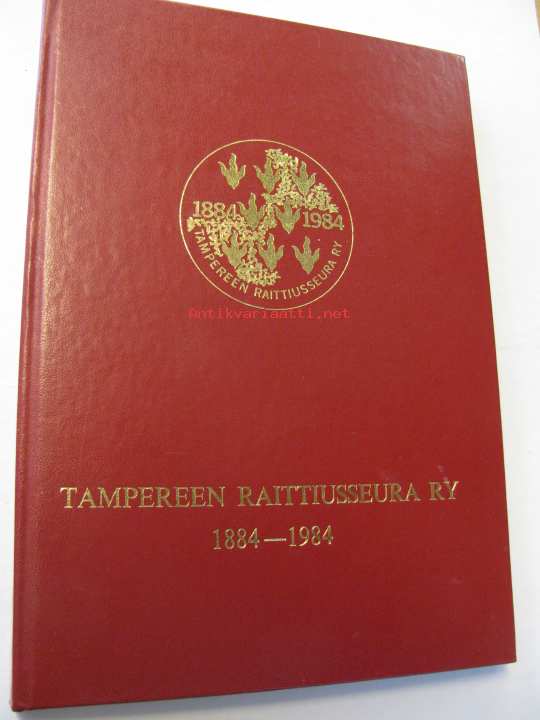 1884 1984
TAMPEREEN RAITTIUSSEURA RY
Antikvariaatti.net
TAMPEREEN RAITTIUSSEURA RY
1884—1984